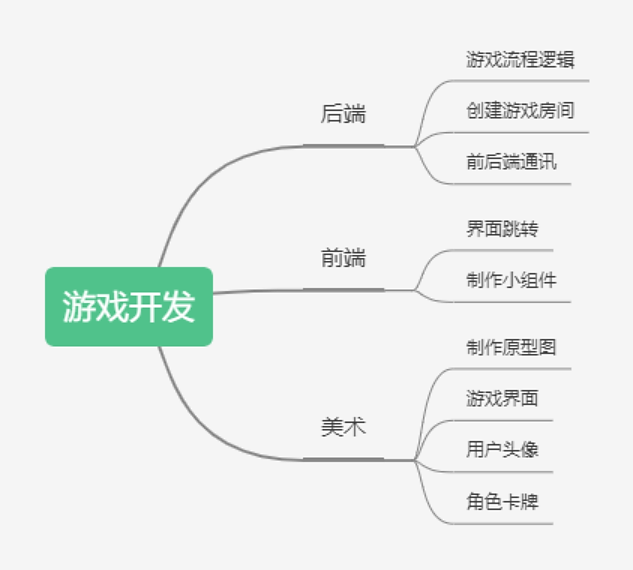 游戏开发
后端
游戏流程逻辑
创建游戏房间
前后端通讯
前端
界面跳转
制作小组件
美术
制作原型图
游戏界面
用户头像
角色卡牌